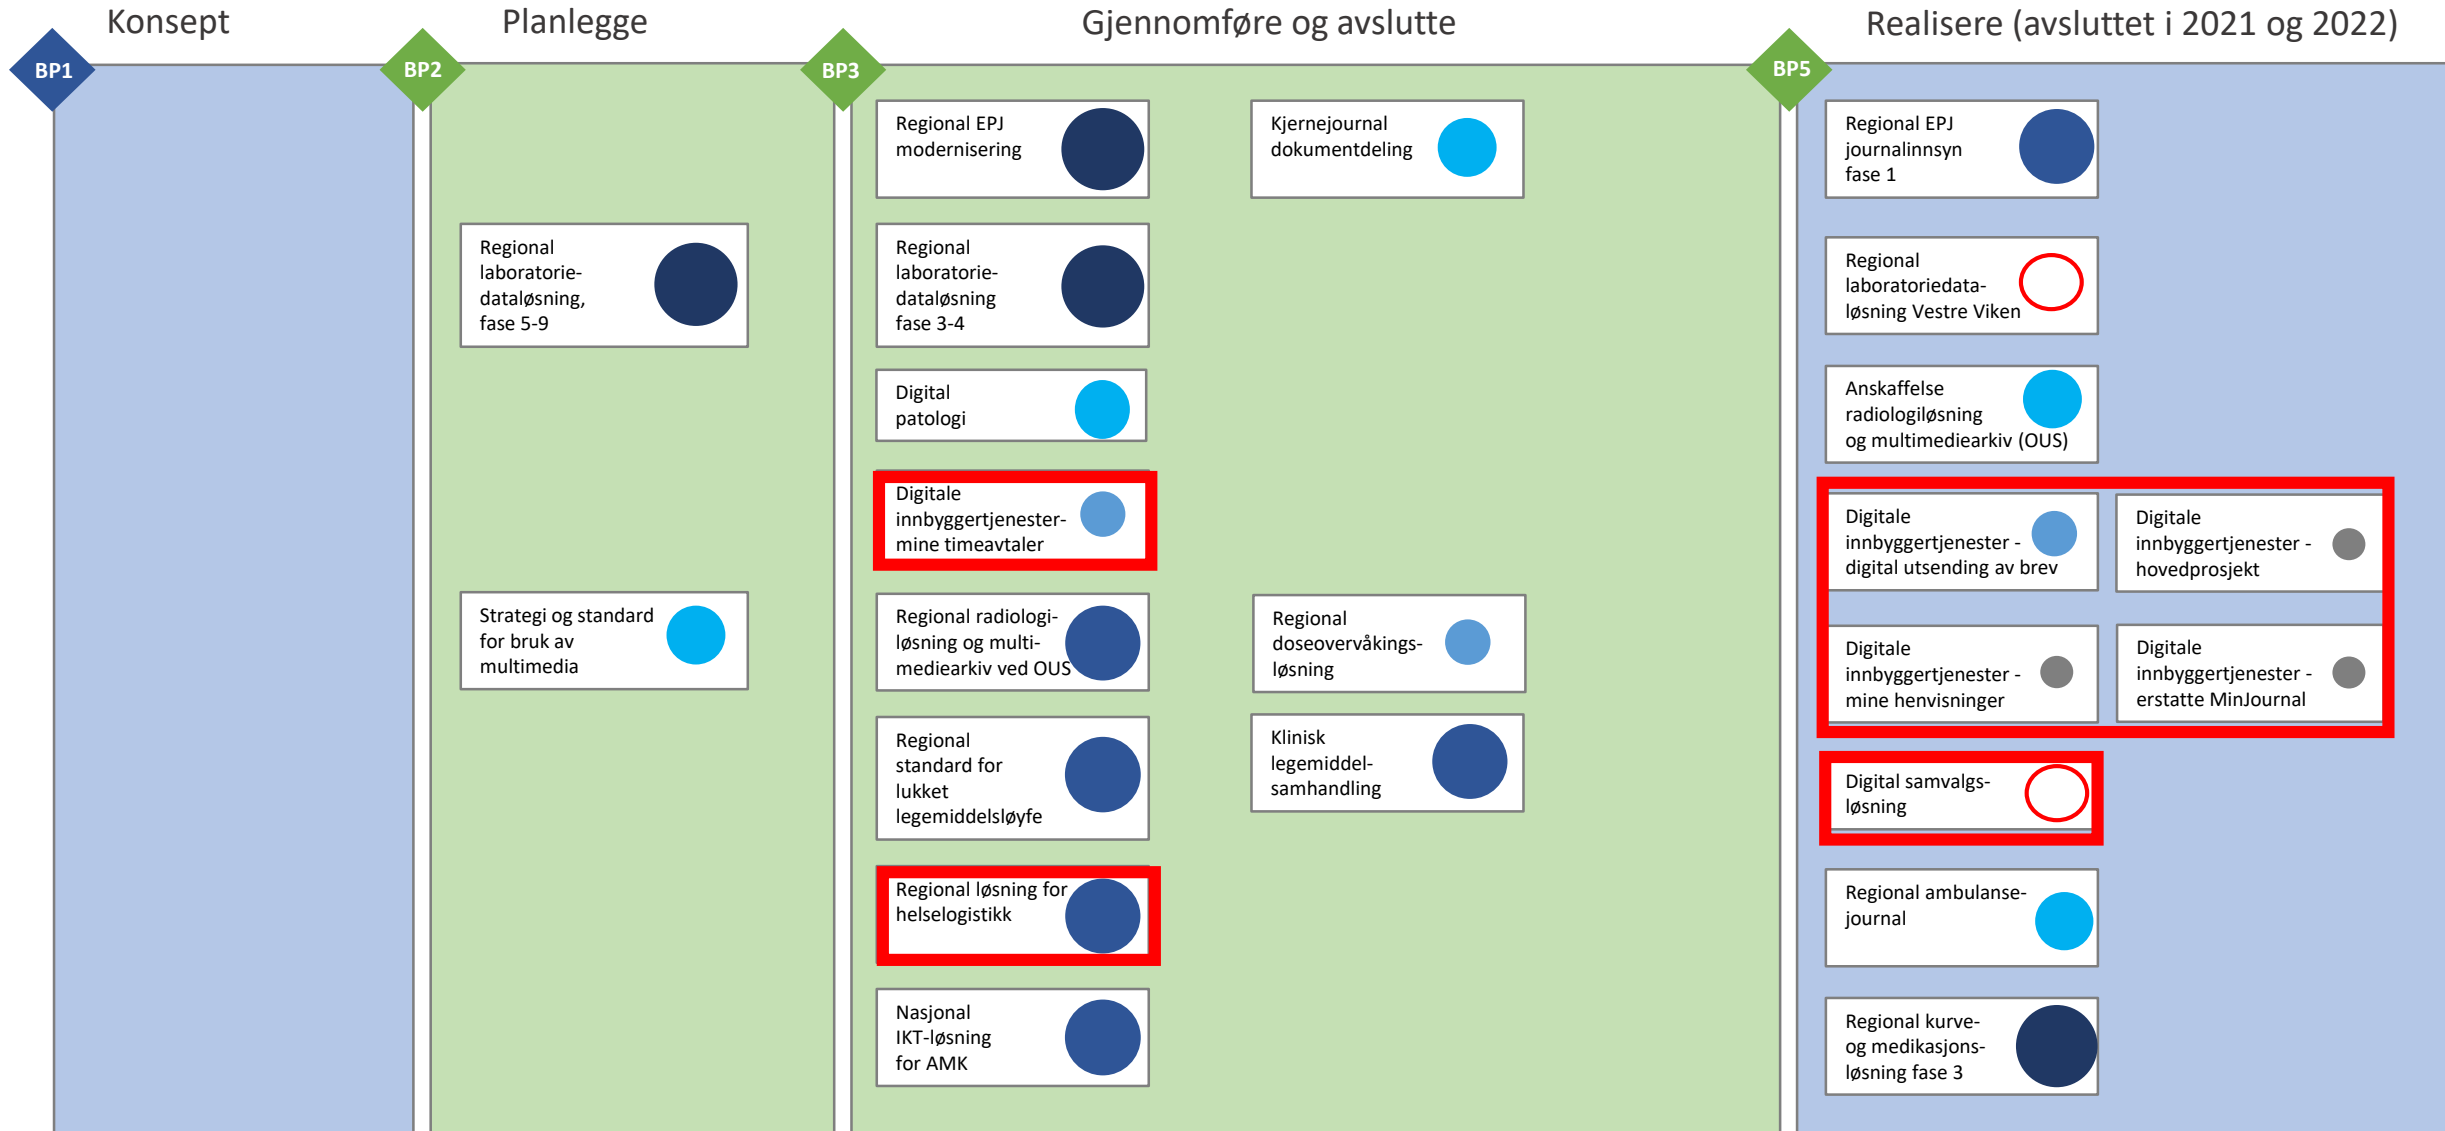 Konsept
Planlegge
Gjennomføre og avslutte
Realisere (avsluttet i 2021 og 2022)
BP1
BP2
BP3
BP5
Regional
laboratorie-
dataløsning,
fase 5-9
Strategi og standard
for bruk av
multimedia
Regional EPJ
modernisering
Kjernejournal
dokumentdeling
Regional
laboratorie-
dataløsning
fase 3-4
Digital
patologi
Digitale
innbyggertjenester-
mine timeavtaler
Regional radiologi-
løsning og multi-
mediearkiv ved OUS
Regional
doseovervåkings-
løsning
Regional
standard for
lukket
legemiddelsløyfe
Klinisk
legemiddel-
samhandling
Regional løsning for
helselogistikk
Nasjonal
IKT-løsning
for AMK
Regional EPJ
journalinnsyn
fase 1
Regional
laboratoriedata-
løsning Vestre Viken
Anskaffelse
radiologiløsning
og multimediearkiv (OUS)
Digitale
innbyggertjenester -
digital utsending av brev
Digitale
innbyggertjenester -
hovedprosjekt
Digitale
innbyggertjenester -
mine henvisninger
Digitale
innbyggertjenester -
erstatte MinJournal
Digital samvalgs-
løsning
Regional ambulanse-
journal
Regional kurve-
og medikasjons-
løsning fase 3